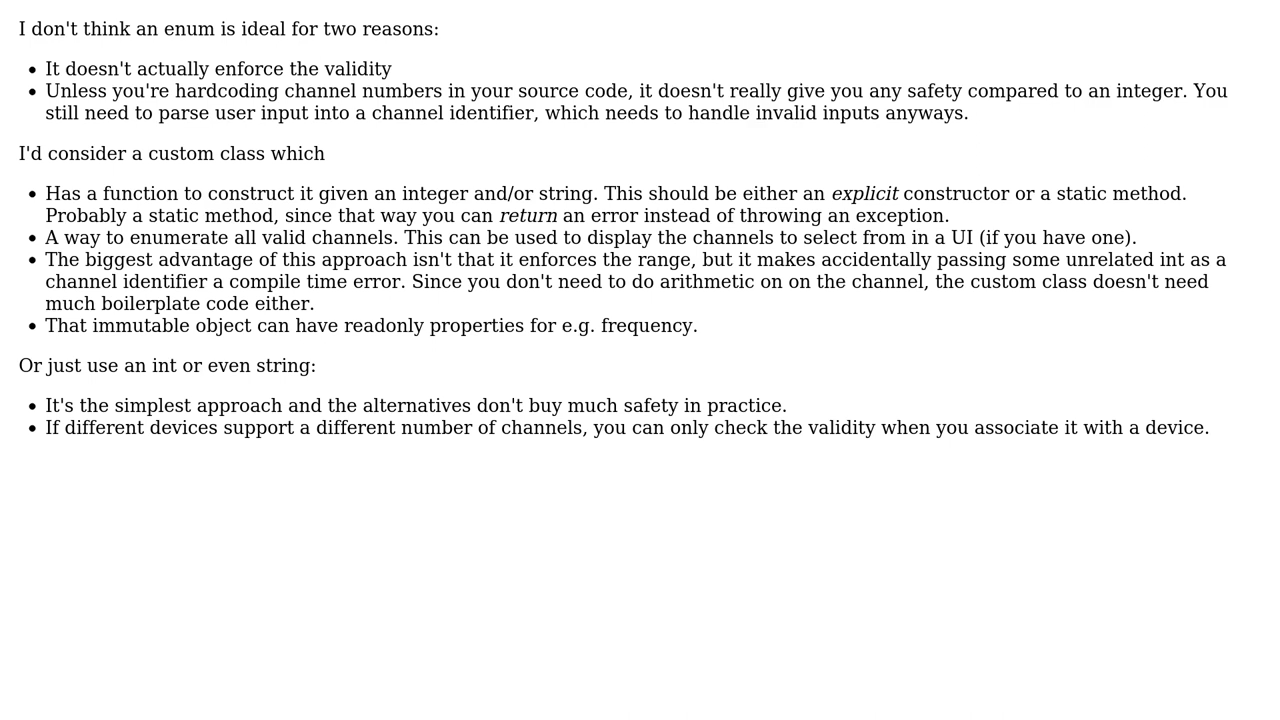 I don't think an enum is ideal for two reasons:
• It doesn't actually enforce the validity
• Unless you're hardcoding channel numbers in your source code, it doesn't really give you any safety compared to an integer. You
still need to parse user input into a channel identifier, which needs to handle invalid inputs anyways.
I'd consider a custom class which
• Has a function to construct it given an integer and/or string. This should be either an explicit constructor or a static method.
Probably a static method, since that way you can return an error instead of throwing an exception.
• A way to enumerate all valid channels. This can be used to display the channels to select from in a UI (if you have one).
• The biggest advantage of this approach isn't that it enforces the range, but it makes accidentally passing some unrelated int as a
channel identifier a compile time error. Since you don't need to do arithmetic on on the channel, the custom class doesn't need
much boilerplate code either.
• That immutable object can have readonly properties for e.g. frequency.
Or just use an int or even string:
• It's the simplest approach and the alternatives don't buy much safety in practice.
• If different devices support a different number of channels, you can only check the validity when you associate it with a device.